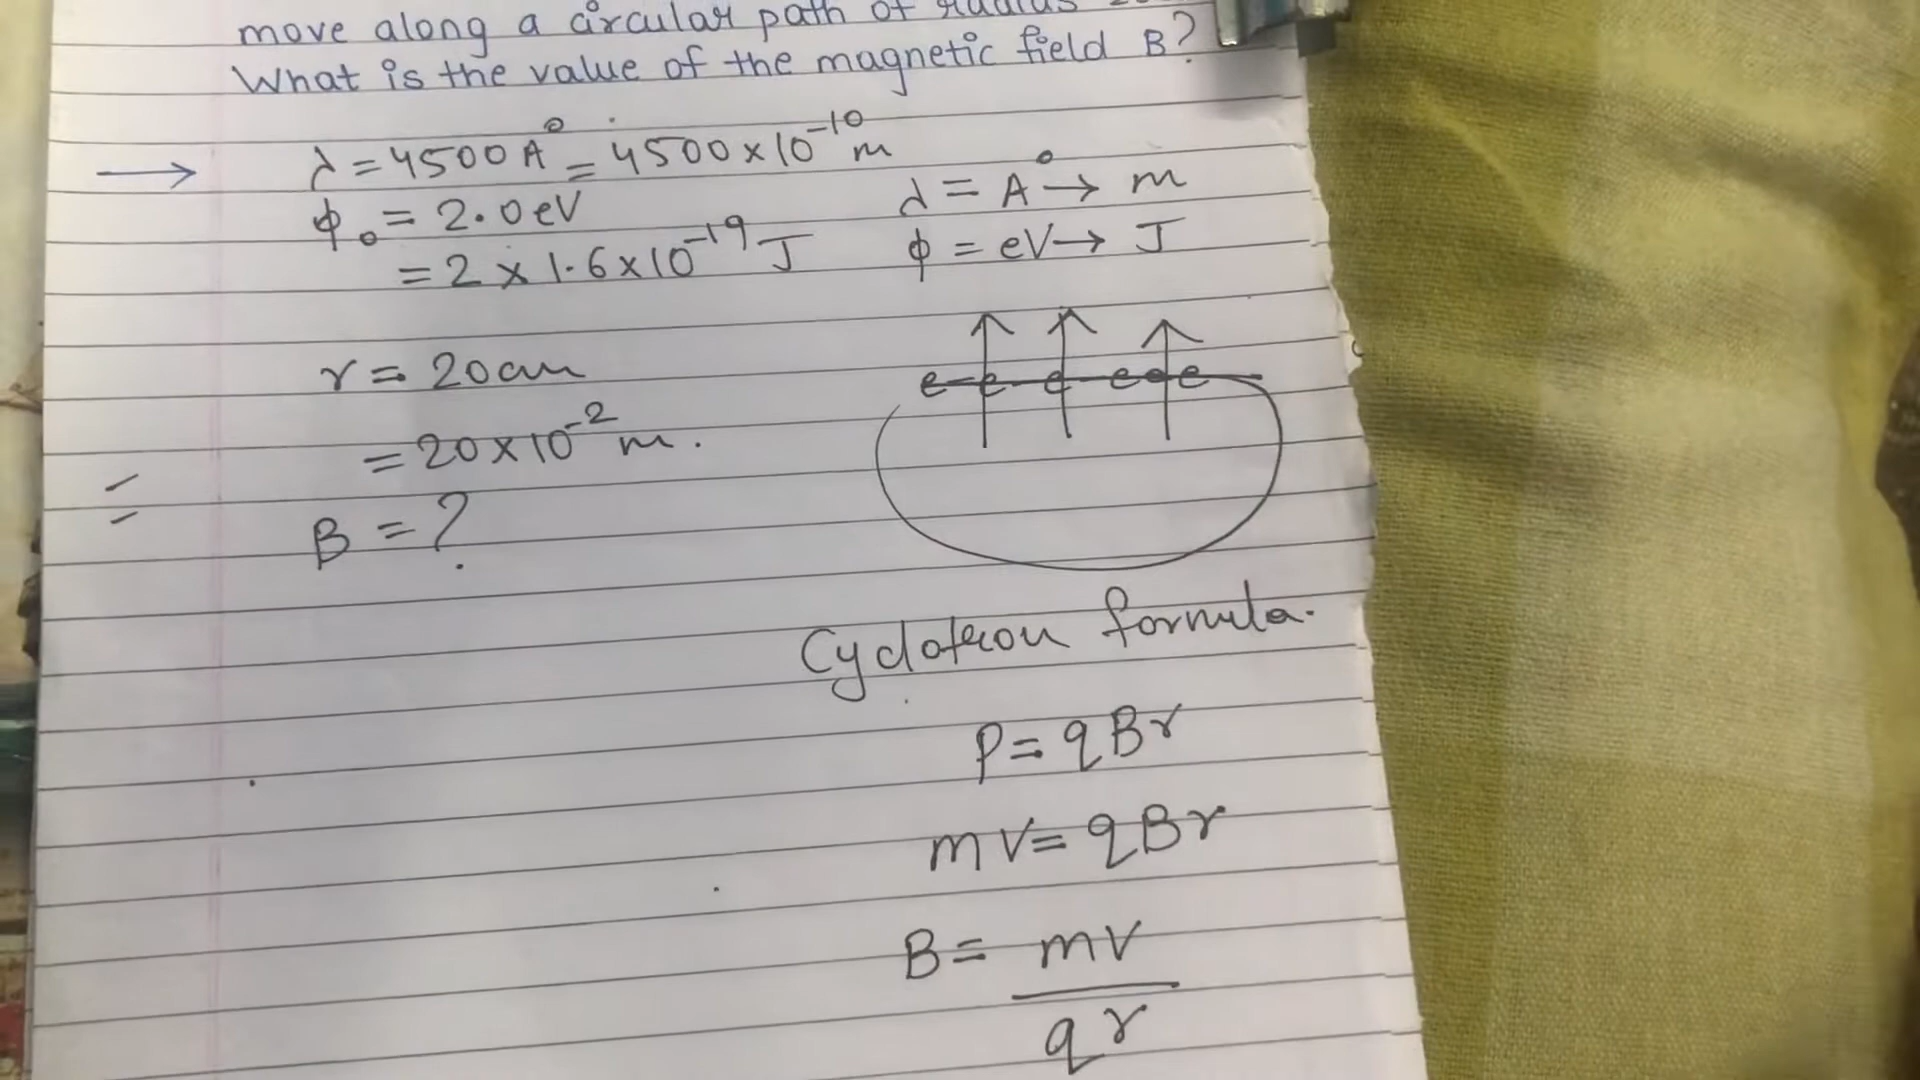 move along a circular path of radius
What is the value of the magnetic field B?
λ = 4500 A° = 4500 × 10⁻¹⁰ m
λ = A° → m
ϕ₀ = 2.0 eV
ϕ = eV → J
= 2 × 1.6 × 10⁻¹⁹ J
r = 20 cm
e e e e e
= 20 × 10⁻² m.
B = ?
Cyclotron formula.
P = qBr
mv = qBr
B = mv
qr